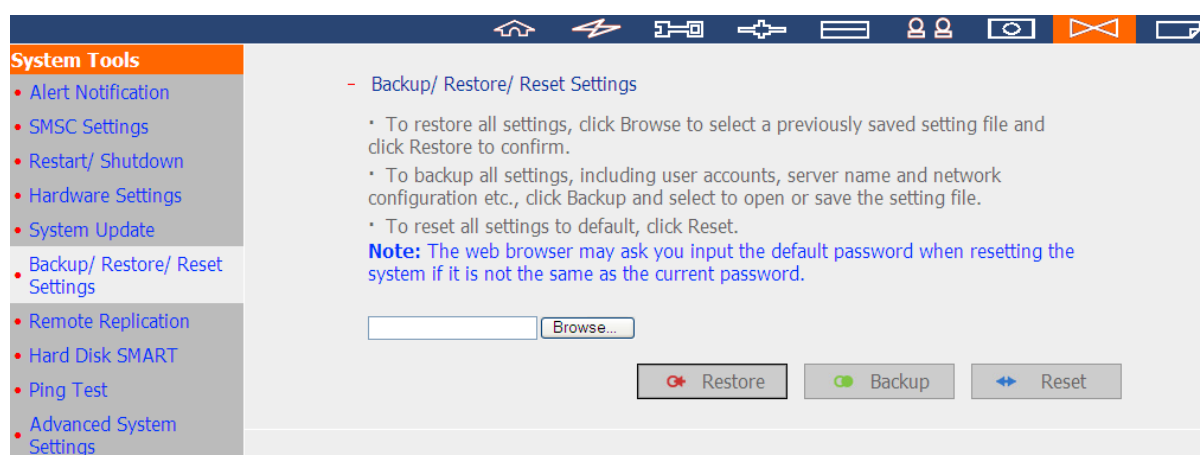 System Tools
• Alert Notification
• SMSC Settings
• Restart/ Shutdown
• Hardware Settings
• System Update
• Backup/ Restore/ Reset
Settings
• Remote Replication
• Hard Disk SMART
• Ping Test
• Advanced System
Settings
- Backup/ Restore/ Reset Settings
· To restore all settings, click Browse to select a previously saved setting file and
click Restore to confirm.
· To backup all settings, including user accounts, server name and network
configuration etc., click Backup and select to open or save the setting file.
· To reset all settings to default, click Reset.
Note: The web browser may ask you input the default password when resetting the
system if it is not the same as the current password.
Browse...
Restore
Backup
Reset